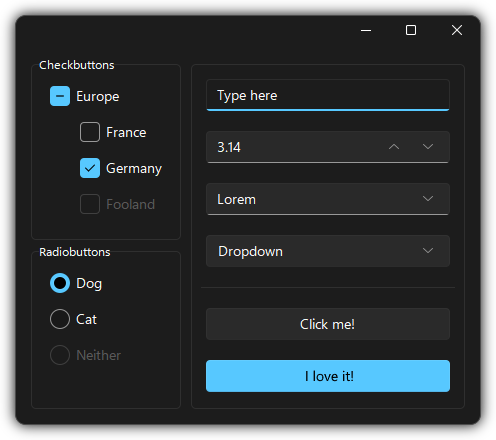 Checkbuttons
Europe
France
Germany
Fooland
Radiobuttons
Dog
Cat
Neither
Type here
3.14
Lorem
Dropdown
Click me!
I love it!